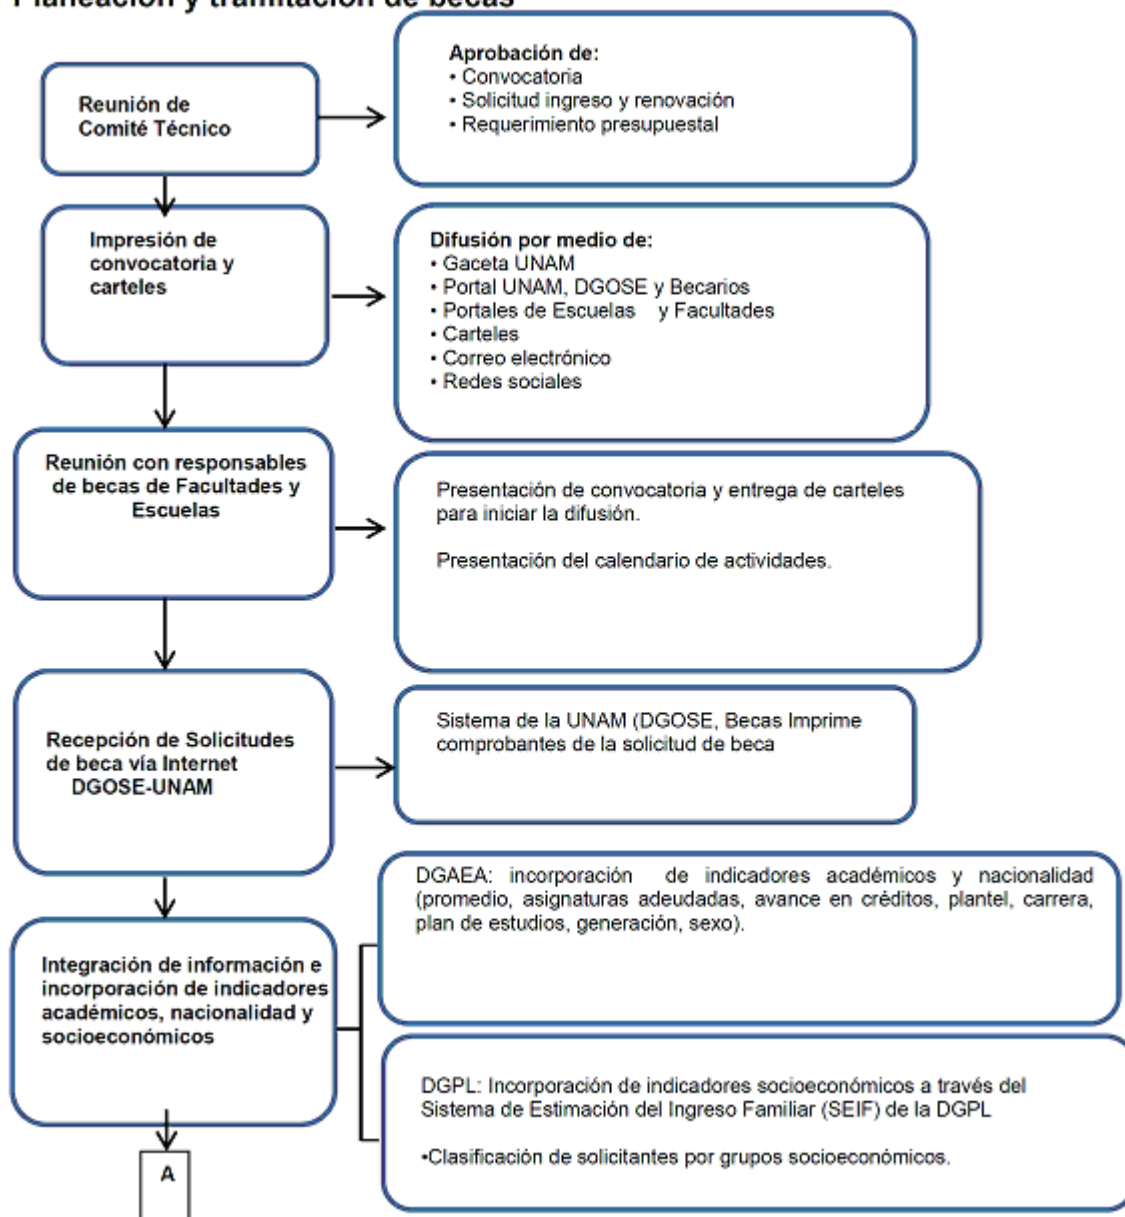 Planeación y tramitación de becas
Reunión de
Comité Técnico
Aprobación de:
• Convocatoria
• Solicitud ingreso y renovación
• Requerimiento presupuestal
Impresión de
convocatoria y
carteles
Difusión por medio de:
• Gaceta UNAM
• Portal UNAM, DGOSE y Becarios
• Portales de Escuelas y Facultades
• Carteles
• Correo electrónico
• Redes sociales
Reunión con responsables
de becas de Facultades y
Escuelas
Presentación de convocatoria y entrega de carteles
para iniciar la difusión.
Presentación del calendario de actividades.
Recepción de Solicitudes
de beca vía Internet
DGOSE-UNAM
Sistema de la UNAM (DGOSE, Becas Imprime
comprobantes de la solicitud de beca
Integración de información e
incorporación de indicadores
académicos, nacionalidad y
socioeconómicos
DGAEA: incorporación de indicadores académicos y nacionalidad
(promedio, asignaturas adeudadas, avance en créditos, plantel, carrera,
plan de estudios, generación, sexo).
DGPL: Incorporación de indicadores socioeconómicos a través del
Sistema de Estimación del Ingreso Familiar (SEIF) de la DGPL
•Clasificación de solicitantes por grupos socioeconómicos.
A